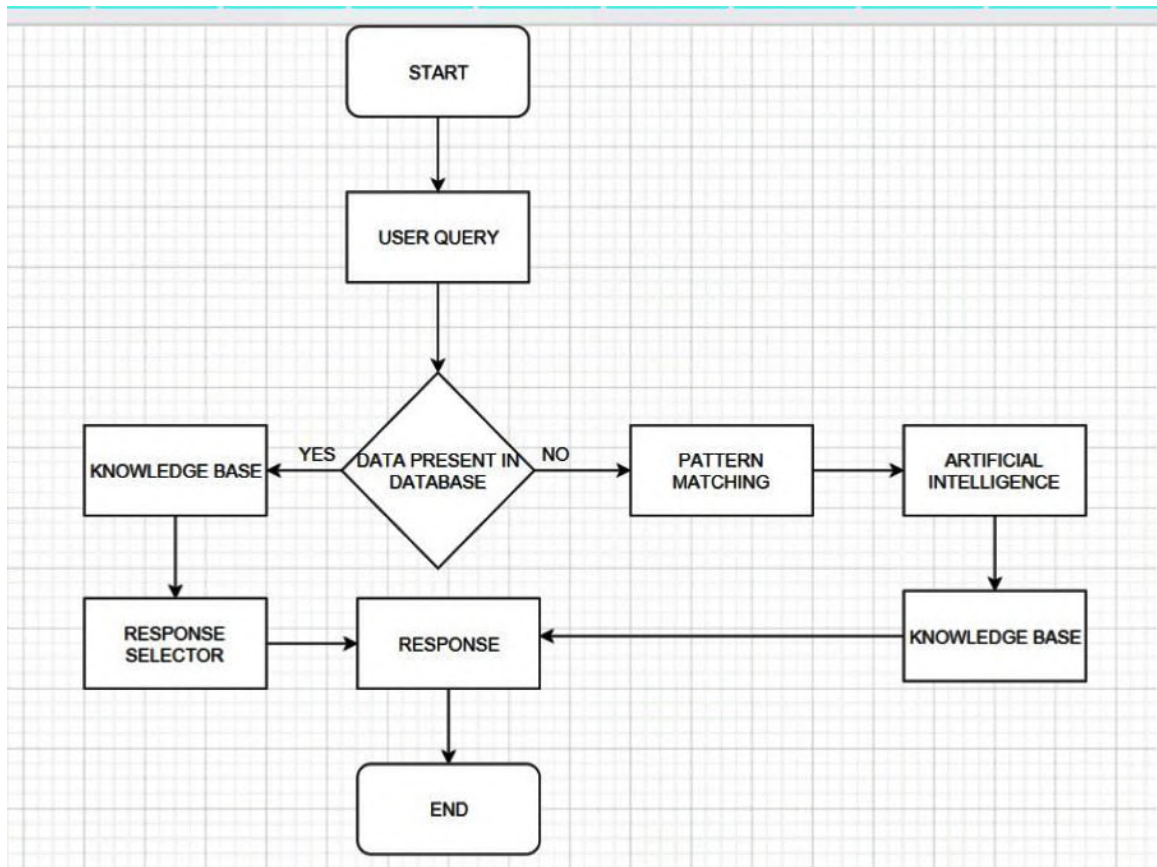 START
USER QUERY
KNOWLEDGE BASE
YES
DATA PRESENT IN
DATABASE
NO
PATTERN
MATCHING
ARTIFICIAL
INTELLIGENCE
RESPONSE
SELECTOR
RESPONSE
KNOWLEDGE BASE
END